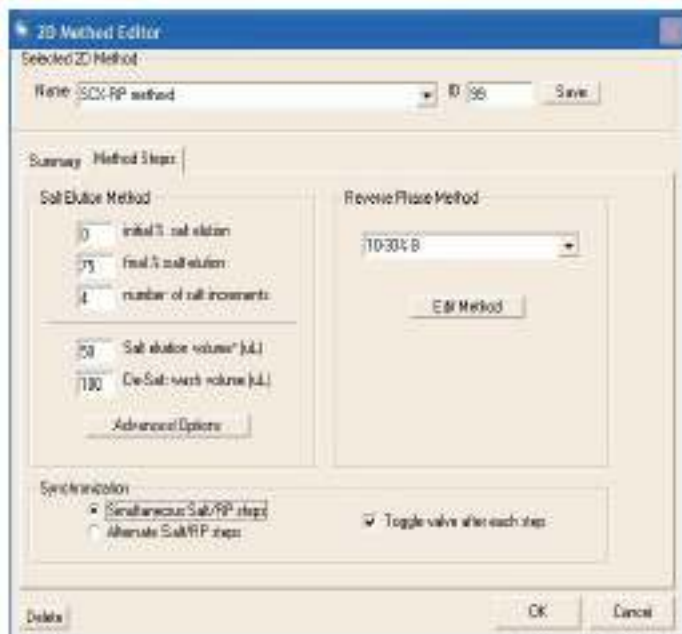 2D Method Editor
Selected 2D Method
Name SCX-RP method ID 99 Save
Summary Method Steps
Salt Elution Method
0 initial % salt elution
75 final % salt elution
4 number of salt increments
50 Salt elution volume* (uL)
100 De-Salt wash volume (uL)
Advanced Options
Reverse Phase Method
10-30% B
Edit Method
Synchronization
Simultaneous Salt/RP steps
Alternate Salt/RP steps
Toggle valve after each step
Delete OK Cancel